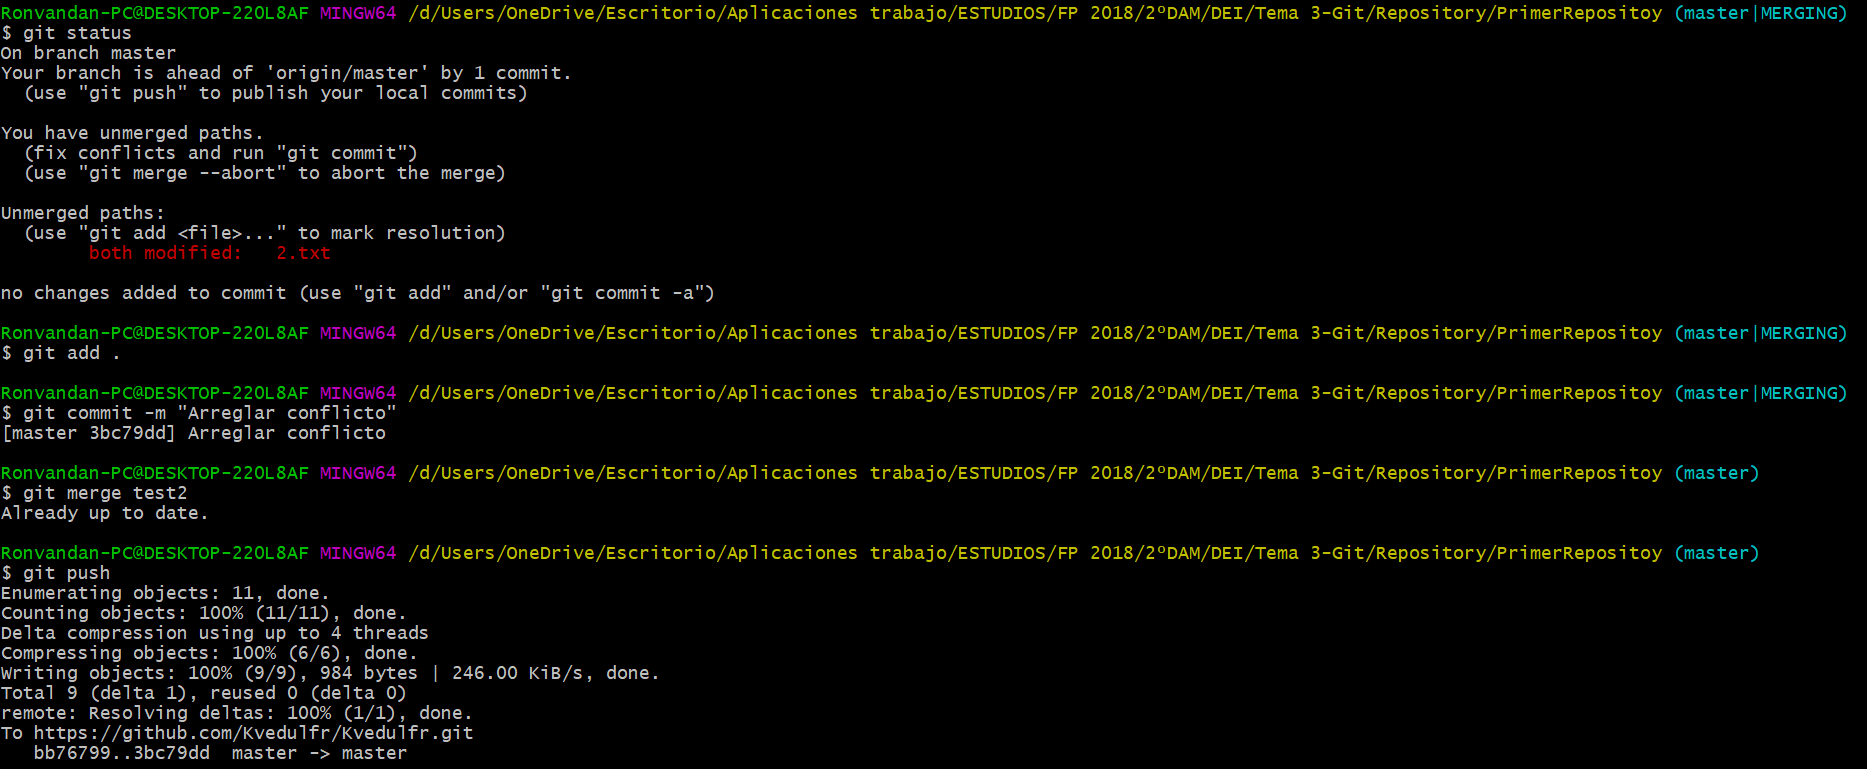 Ronvandan-PC@DESKTOP-220L8AF MINGW64 /d/Users/OneDrive/Escritorio/Aplicaciones trabajo/ESTUDIOS/FP 2018/2ºDAM/DEI/Tema 3-Git/Repository/PrimerRepositoy (master|MERGING)
$ git status
On branch master
Your branch is ahead of 'origin/master' by 1 commit.
  (use "git push" to publish your local commits)

You have unmerged paths.
  (fix conflicts and run "git commit")
  (use "git merge --abort" to abort the merge)

Unmerged paths:
  (use "git add <file>..." to mark resolution)
        both modified:   2.txt

no changes added to commit (use "git add" and/or "git commit -a")

Ronvandan-PC@DESKTOP-220L8AF MINGW64 /d/Users/OneDrive/Escritorio/Aplicaciones trabajo/ESTUDIOS/FP 2018/2ºDAM/DEI/Tema 3-Git/Repository/PrimerRepositoy (master|MERGING)
$ git add .

Ronvandan-PC@DESKTOP-220L8AF MINGW64 /d/Users/OneDrive/Escritorio/Aplicaciones trabajo/ESTUDIOS/FP 2018/2ºDAM/DEI/Tema 3-Git/Repository/PrimerRepositoy (master|MERGING)
$ git commit -m "Arreglar conflicto"
[master 3bc79dd] Arreglar conflicto

Ronvandan-PC@DESKTOP-220L8AF MINGW64 /d/Users/OneDrive/Escritorio/Aplicaciones trabajo/ESTUDIOS/FP 2018/2ºDAM/DEI/Tema 3-Git/Repository/PrimerRepositoy (master)
$ git merge test2
Already up to date.

Ronvandan-PC@DESKTOP-220L8AF MINGW64 /d/Users/OneDrive/Escritorio/Aplicaciones trabajo/ESTUDIOS/FP 2018/2ºDAM/DEI/Tema 3-Git/Repository/PrimerRepositoy (master)
$ git push
Enumerating objects: 11, done.
Counting objects: 100% (11/11), done.
Delta compression using up to 4 threads
Compressing objects: 100% (6/6), done.
Writing objects: 100% (9/9), 984 bytes | 246.00 KiB/s, done.
Total 9 (delta 1), reused 0 (delta 0)
remote: Resolving deltas: 100% (1/1), done.
To https://github.com/Kvedulfr/Kvedulfr.git
   bb76799..3bc79dd  master -> master